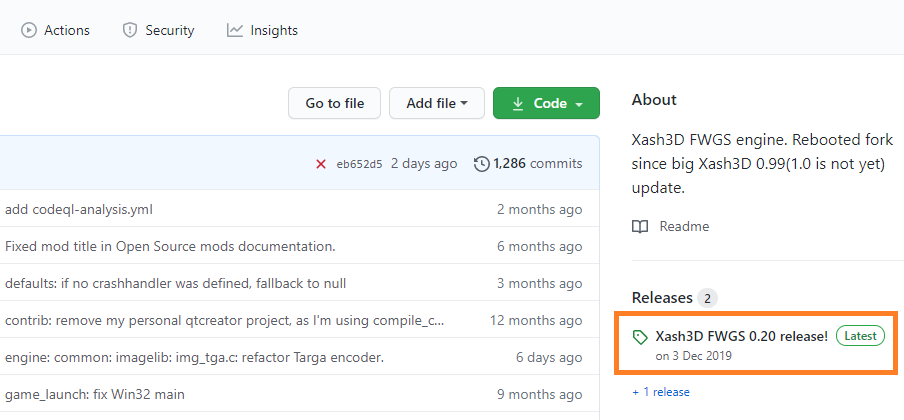 Actions Security Insights
Go to file Add file Code
eb652d5 2 days ago 1,286 commits
add codeql-analysis.yml 2 months ago
Fixed mod title in Open Source mods documentation. 6 months ago
defaults: if no crashhandler was defined, fallback to null 3 months ago
contrib: remove my personal qtcreator project, as I'm using compile_c... 12 months ago
engine: common: imagelib: img_tga.c: refactor Targa encoder. 6 days ago
game_launch: fix Win32 main 9 months ago
About
Xash3D FWGS engine. Rebooted fork
since big Xash3D 0.99(1.0 is not yet)
update.
Readme
Releases 2
Xash3D FWGS 0.20 release! Latest
on 3 Dec 2019
+ 1 release